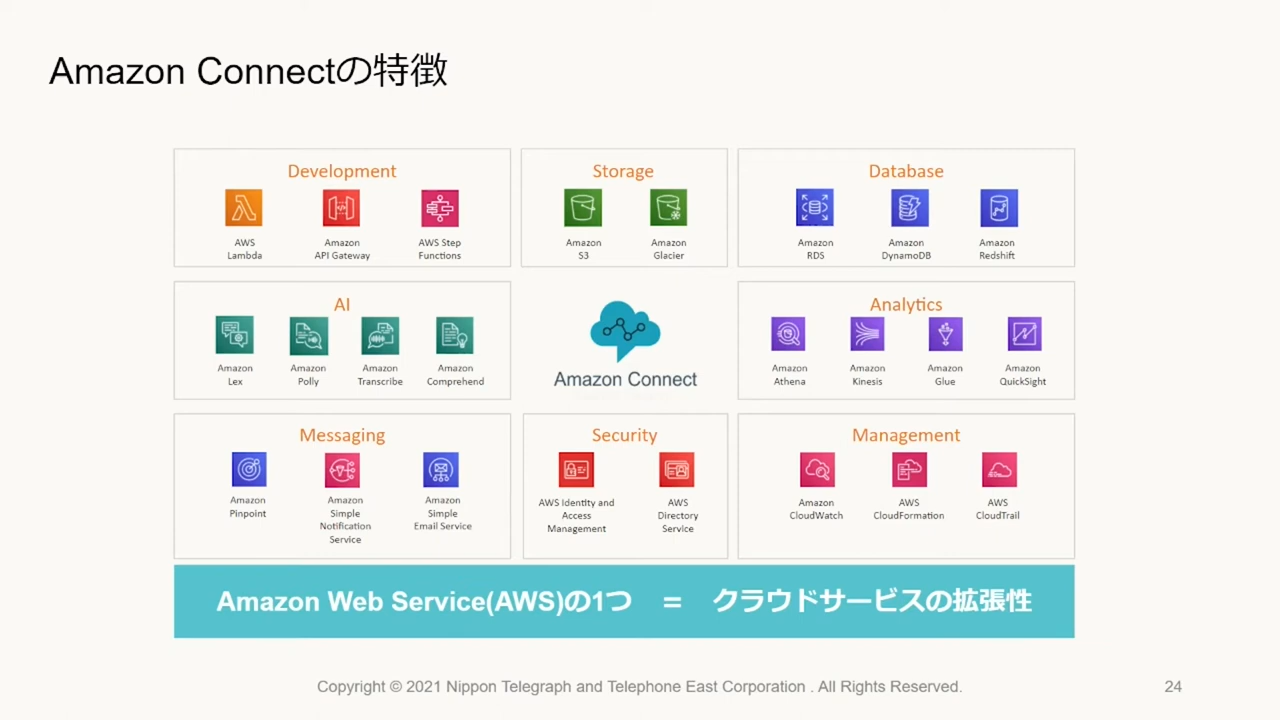 Amazon Connectの特徴
Development
AWS
Lambda
Amazon
API Gateway
AWS Step
Functions
Storage
Amazon
S3
Amazon
Glacier
Database
Amazon
RDS
Amazon
DynamoDB
Amazon
Redshift
AI
Amazon
Lex
Amazon
Polly
Amazon
Transcribe
Amazon
Comprehend
Amazon Connect
Analytics
Amazon
Athena
Amazon
Kinesis
Amazon
Glue
Amazon
QuickSight
Messaging
Amazon
Pinpoint
Amazon
Simple
Notification
Service
Amazon
Simple
Email Service
Security
AWS Identity and
Access
Management
AWS
Directory
Service
Management
Amazon
CloudWatch
AWS
CloudFormation
AWS
CloudTrail
Amazon Web Service(AWS)の1つ = クラウドサービスの拡張性
Copyright © 2021 Nippon Telegraph and Telephone East Corporation . All Rights Reserved.
24